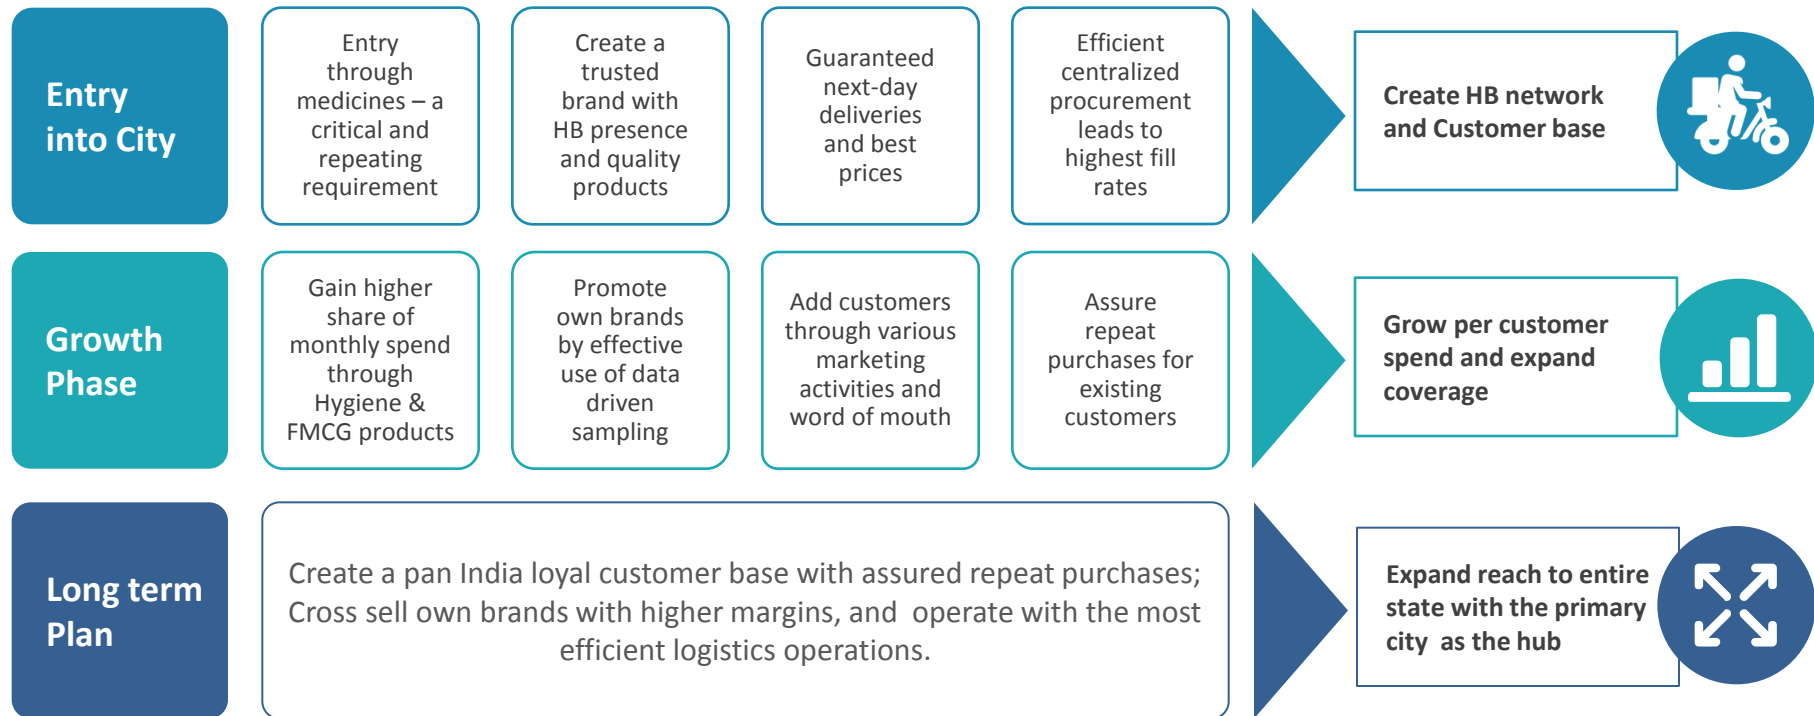 Entry
into City
Entry
through
medicines – a
critical and
repeating
requirement
Create a
trusted
brand with
HB presence
and quality
products
Guaranteed
next-day
deliveries
and best
prices
Efficient
centralized
procurement
leads to
highest fill
rates
Create HB network
and Customer base
Growth
Phase
Gain higher
share of
monthly spend
through
Hygiene &
FMCG products
Promote
own brands
by effective
use of data
driven
sampling
Add customers
through various
marketing
activities and
word of mouth
Assure
repeat
purchases for
existing
customers
Grow per customer
spend and expand
coverage
Long term
Plan
Create a pan India loyal customer base with assured repeat purchases;
Cross sell own brands with higher margins, and operate with the most
efficient logistics operations.
Expand reach to entire
state with the primary
city as the hub